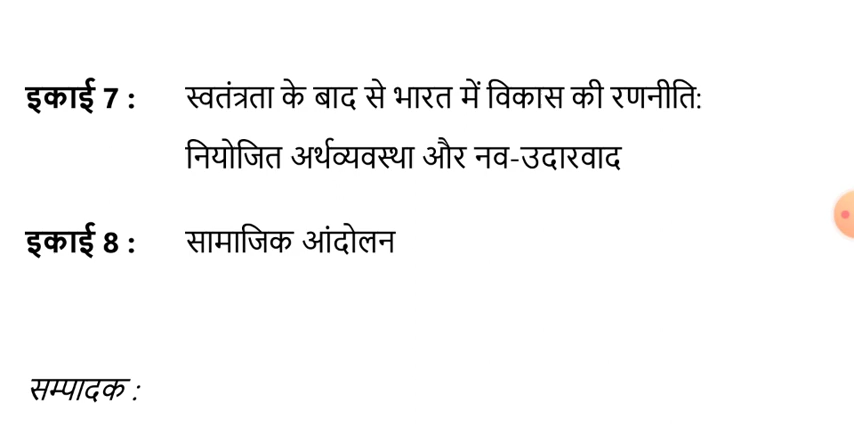 इकाई 7 : स्वतंत्रता के बाद से भारत में विकास की रणनीति:
नियोजित अर्थव्यवस्था और नव-उदारवाद
इकाई 8 : सामाजिक आंदोलन
सम्पादक :